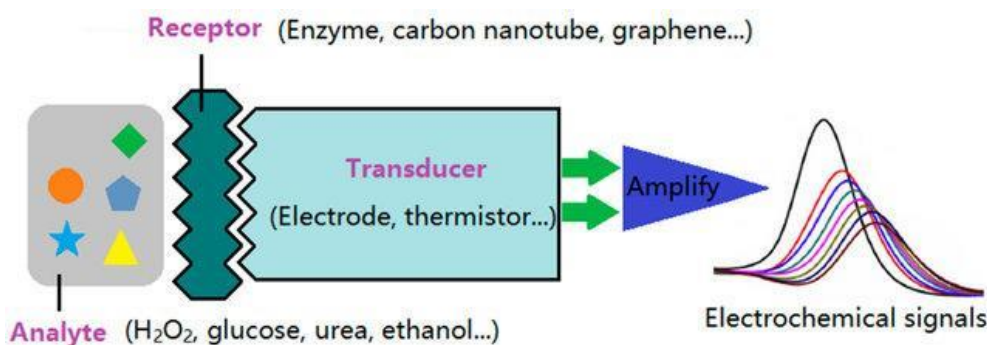 Receptor (Enzyme, carbon nanotube, graphene...)
Transducer
(Electrode, thermistor...)
Amplify
Analyte (H₂O₂, glucose, urea, ethanol...)
Electrochemical signals